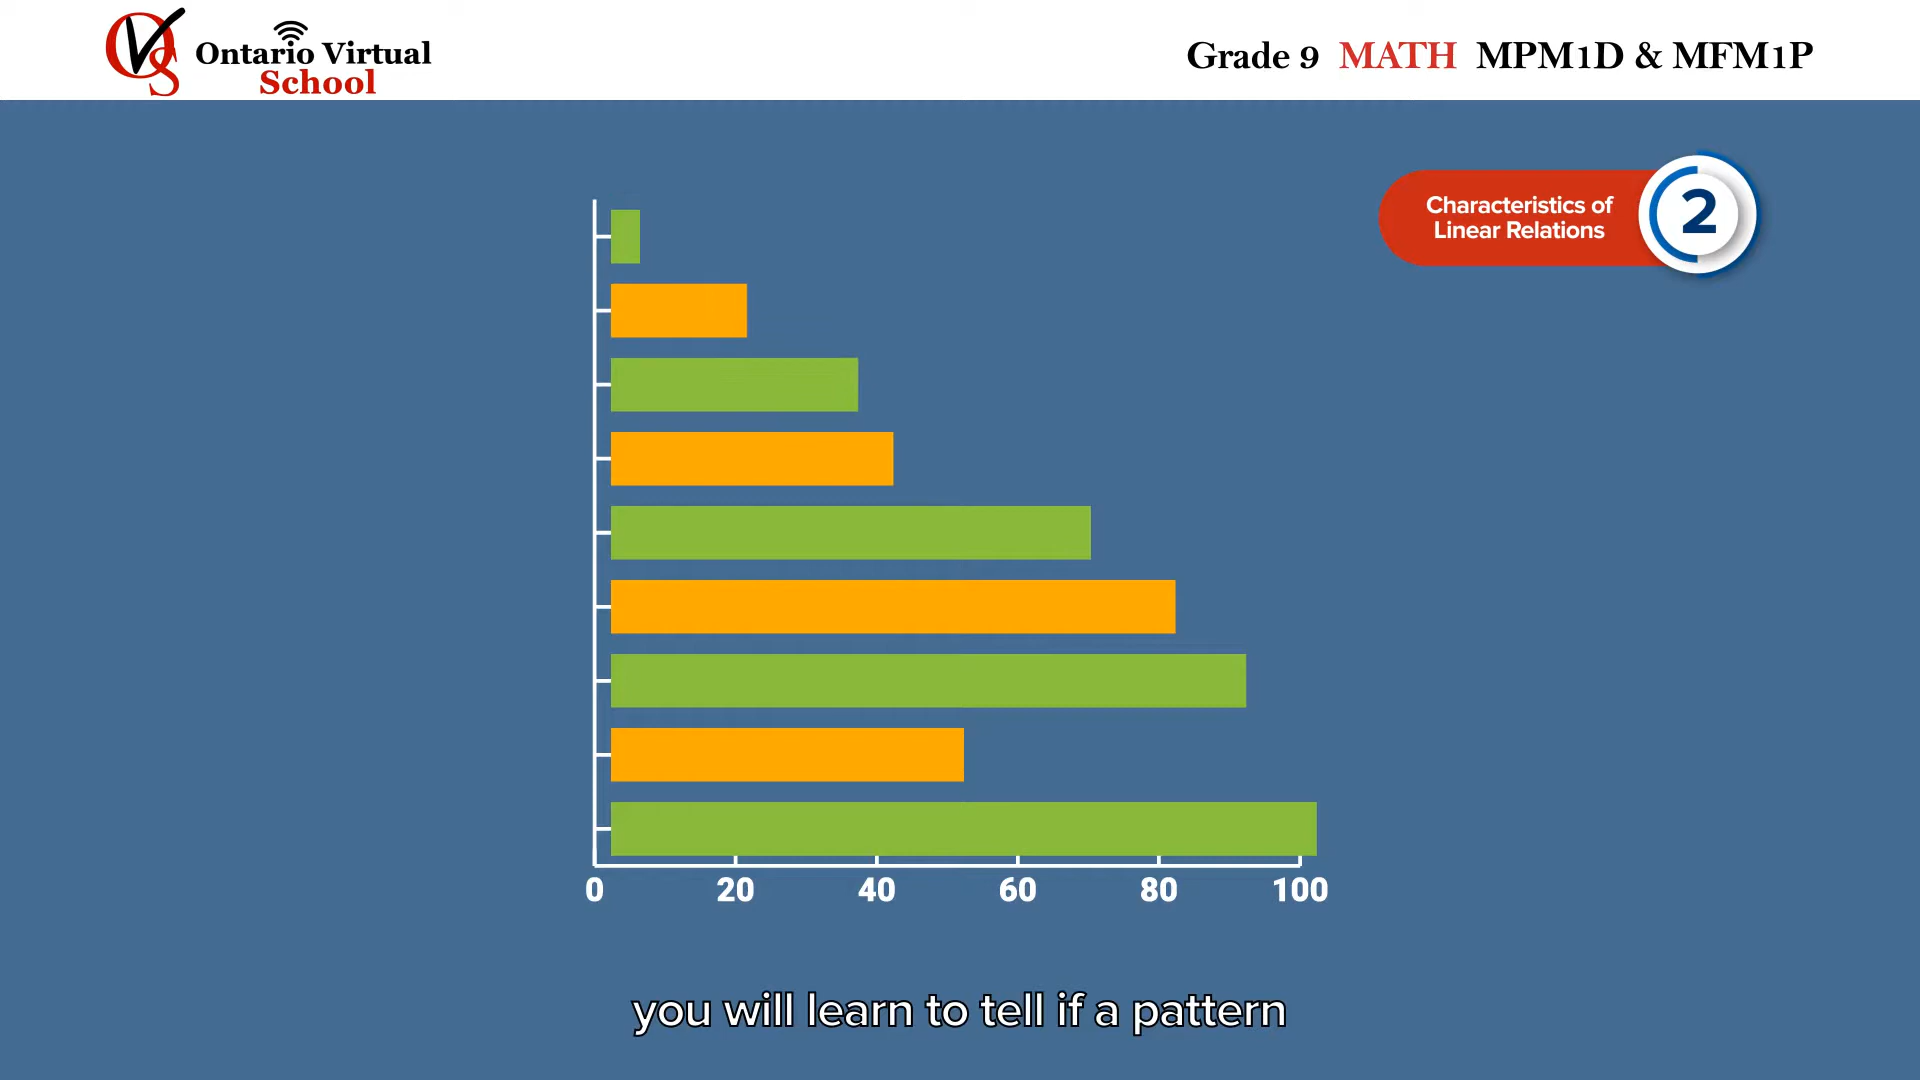 OVS
Ontario Virtual
School
Grade 9 MATH MPM1D & MFM1P
Characteristics of
Linear Relations
2
0 20 40 60 80 100
you will learn to tell if a pattern